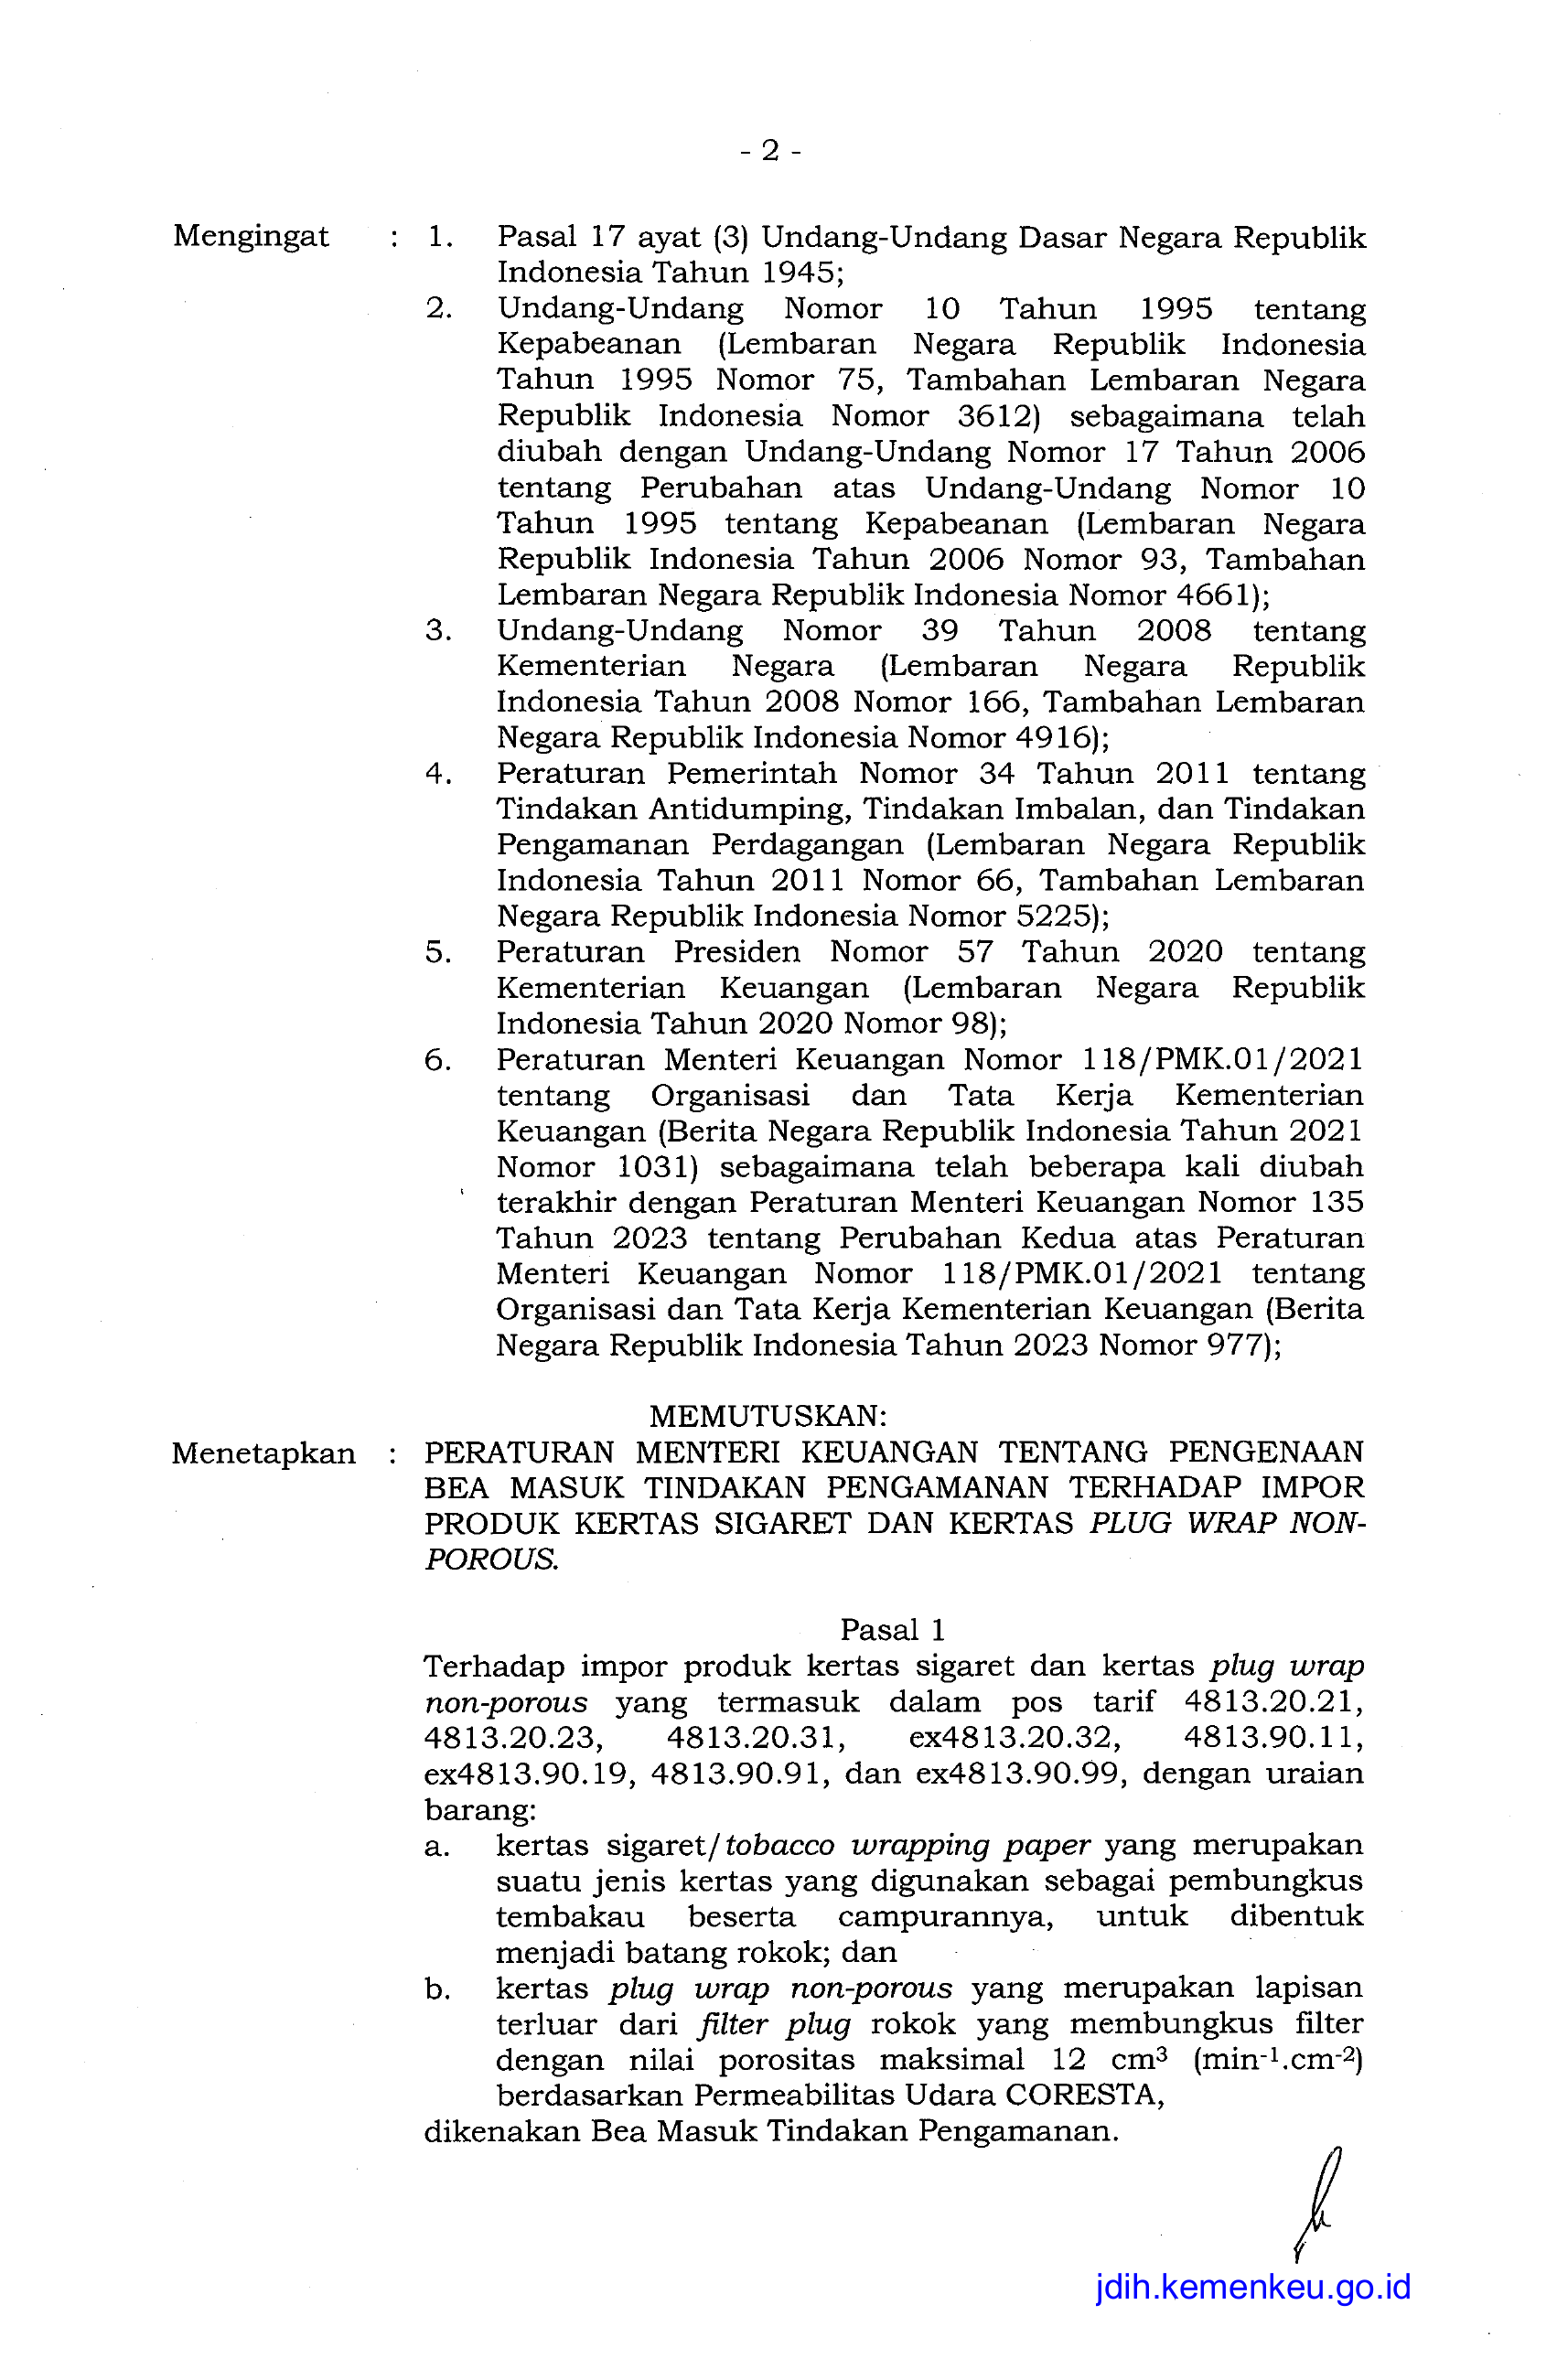 - 2 -
Mengingat : 1. Pasal 17 ayat (3) Undang-Undang Dasar Negara Republik
Indonesia Tahun 1945;
2. Undang-Undang Nomor 10 Tahun 1995 tentang
Kepabeanan (Lembaran Negara Republik Indonesia
Tahun 1995 Nomor 75, Tambahan Lembaran Negara
Republik Indonesia Nomor 3612) sebagaimana telah
diubah dengan Undang-Undang Nomor 17 Tahun 2006
tentang Perubahan atas Undang-Undang Nomor 10
Tahun 1995 tentang Kepabeanan (Lembaran Negara
Republik Indonesia Tahun 2006 Nomor 93, Tambahan
Lembaran Negara Republik Indonesia Nomor 4661);
3. Undang-Undang Nomor 39 Tahun 2008 tentang
Kementerian Negara (Lembaran Negara Republik
Indonesia Tahun 2008 Nomor 166, Tambahan Lembaran
Negara Republik Indonesia Nomor 4916);
4. Peraturan Pemerintah Nomor 34 Tahun 2011 tentang
Tindakan Antidumping, Tindakan Imbalan, dan Tindakan
Pengamanan Perdagangan (Lembaran Negara Republik
Indonesia Tahun 2011 Nomor 66, Tambahan Lembaran
Negara Republik Indonesia Nomor 5225);
5. Peraturan Presiden Nomor 57 Tahun 2020 tentang
Kementerian Keuangan (Lembaran Negara Republik
Indonesia Tahun 2020 Nomor 98);
6. Peraturan Menteri Keuangan Nomor 118/PMK.01/2021
tentang Organisasi dan Tata Kerja Kementerian
Keuangan (Berita Negara Republik Indonesia Tahun 2021
Nomor 1031) sebagaimana telah beberapa kali diubah
terakhir dengan Peraturan Menteri Keuangan Nomor 135
Tahun 2023 tentang Perubahan Kedua atas Peraturan
Menteri Keuangan Nomor 118/PMK.01/2021 tentang
Organisasi dan Tata Kerja Kementerian Keuangan (Berita
Negara Republik Indonesia Tahun 2023 Nomor 977);
MEMUTUSKAN:
Menetapkan : PERATURAN MENTERI KEUANGAN TENTANG PENGENAAN
BEA MASUK TINDAKAN PENGAMANAN TERHADAP IMPOR
PRODUK KERTAS SIGARET DAN KERTAS PLUG WRAP NON-
POROUS.
Pasal 1
Terhadap impor produk kertas sigaret dan kertas plug wrap
non-porous yang termasuk dalam pos tarif 4813.20.21,
4813.20.23, 4813.20.31, ex4813.20.32, 4813.90.11,
ex4813.90.19, 4813.90.91, dan ex4813.90.99, dengan uraian
barang:
a. kertas sigaret/tobacco wrapping paper yang merupakan
suatu jenis kertas yang digunakan sebagai pembungkus
tembakau beserta campurannya, untuk dibentuk
menjadi batang rokok; dan
b. kertas plug wrap non-porous yang merupakan lapisan
terluar dari filter plug rokok yang membungkus filter
dengan nilai porositas maksimal 12 cm³ (min⁻¹.cm⁻²)
berdasarkan Permeabilitas Udara CORESTA,
dikenakan Bea Masuk Tindakan Pengamanan.
jdih.kemenkeu.go.id